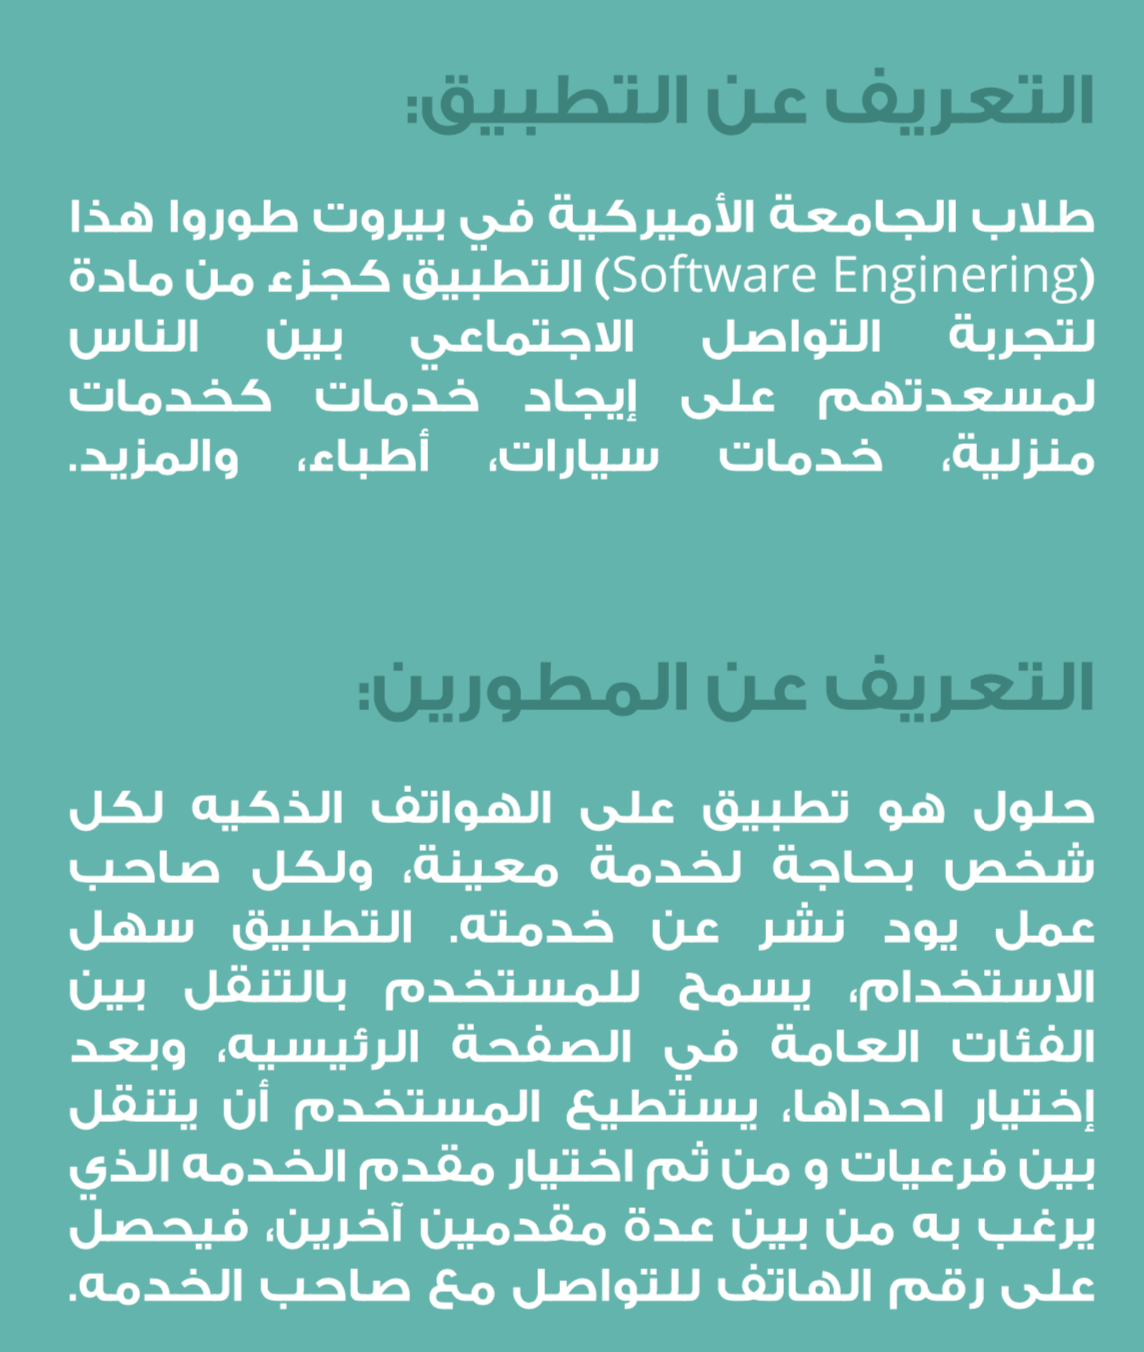 التعريف عن التطبيق:
طلاب الجامعة الأميركية في بيروت طوروا هذا
(Software Enginering) التطبيق كجزء من مادة
لتجربة التواصل الاجتماعي بين الناس
لمسعدتهم على إيجاد خدمات كخدمات
منزلية، خدمات سيارات، أطباء، والمزيد.
التعريف عن المطورين:
حلول هو تطبيق على الهواتف الذكيه لكل
شخص بحاجة لخدمة معينة، ولكل صاحب
عمل يود نشر عن خدمته. التطبيق سهل
الاستخدام، يسمح للمستخدم بالتنقل بين
الفئات العامة في الصفحة الرئيسيه، وبعد
إختيار احداها، يستطيع المستخدم أن يتنقل
بين فرعيات و من ثم اختيار مقدم الخدمه الذي
يرغب به من بين عدة مقدمين آخرين، فيحصل
على رقم الهاتف للتواصل مع صاحب الخدمه.